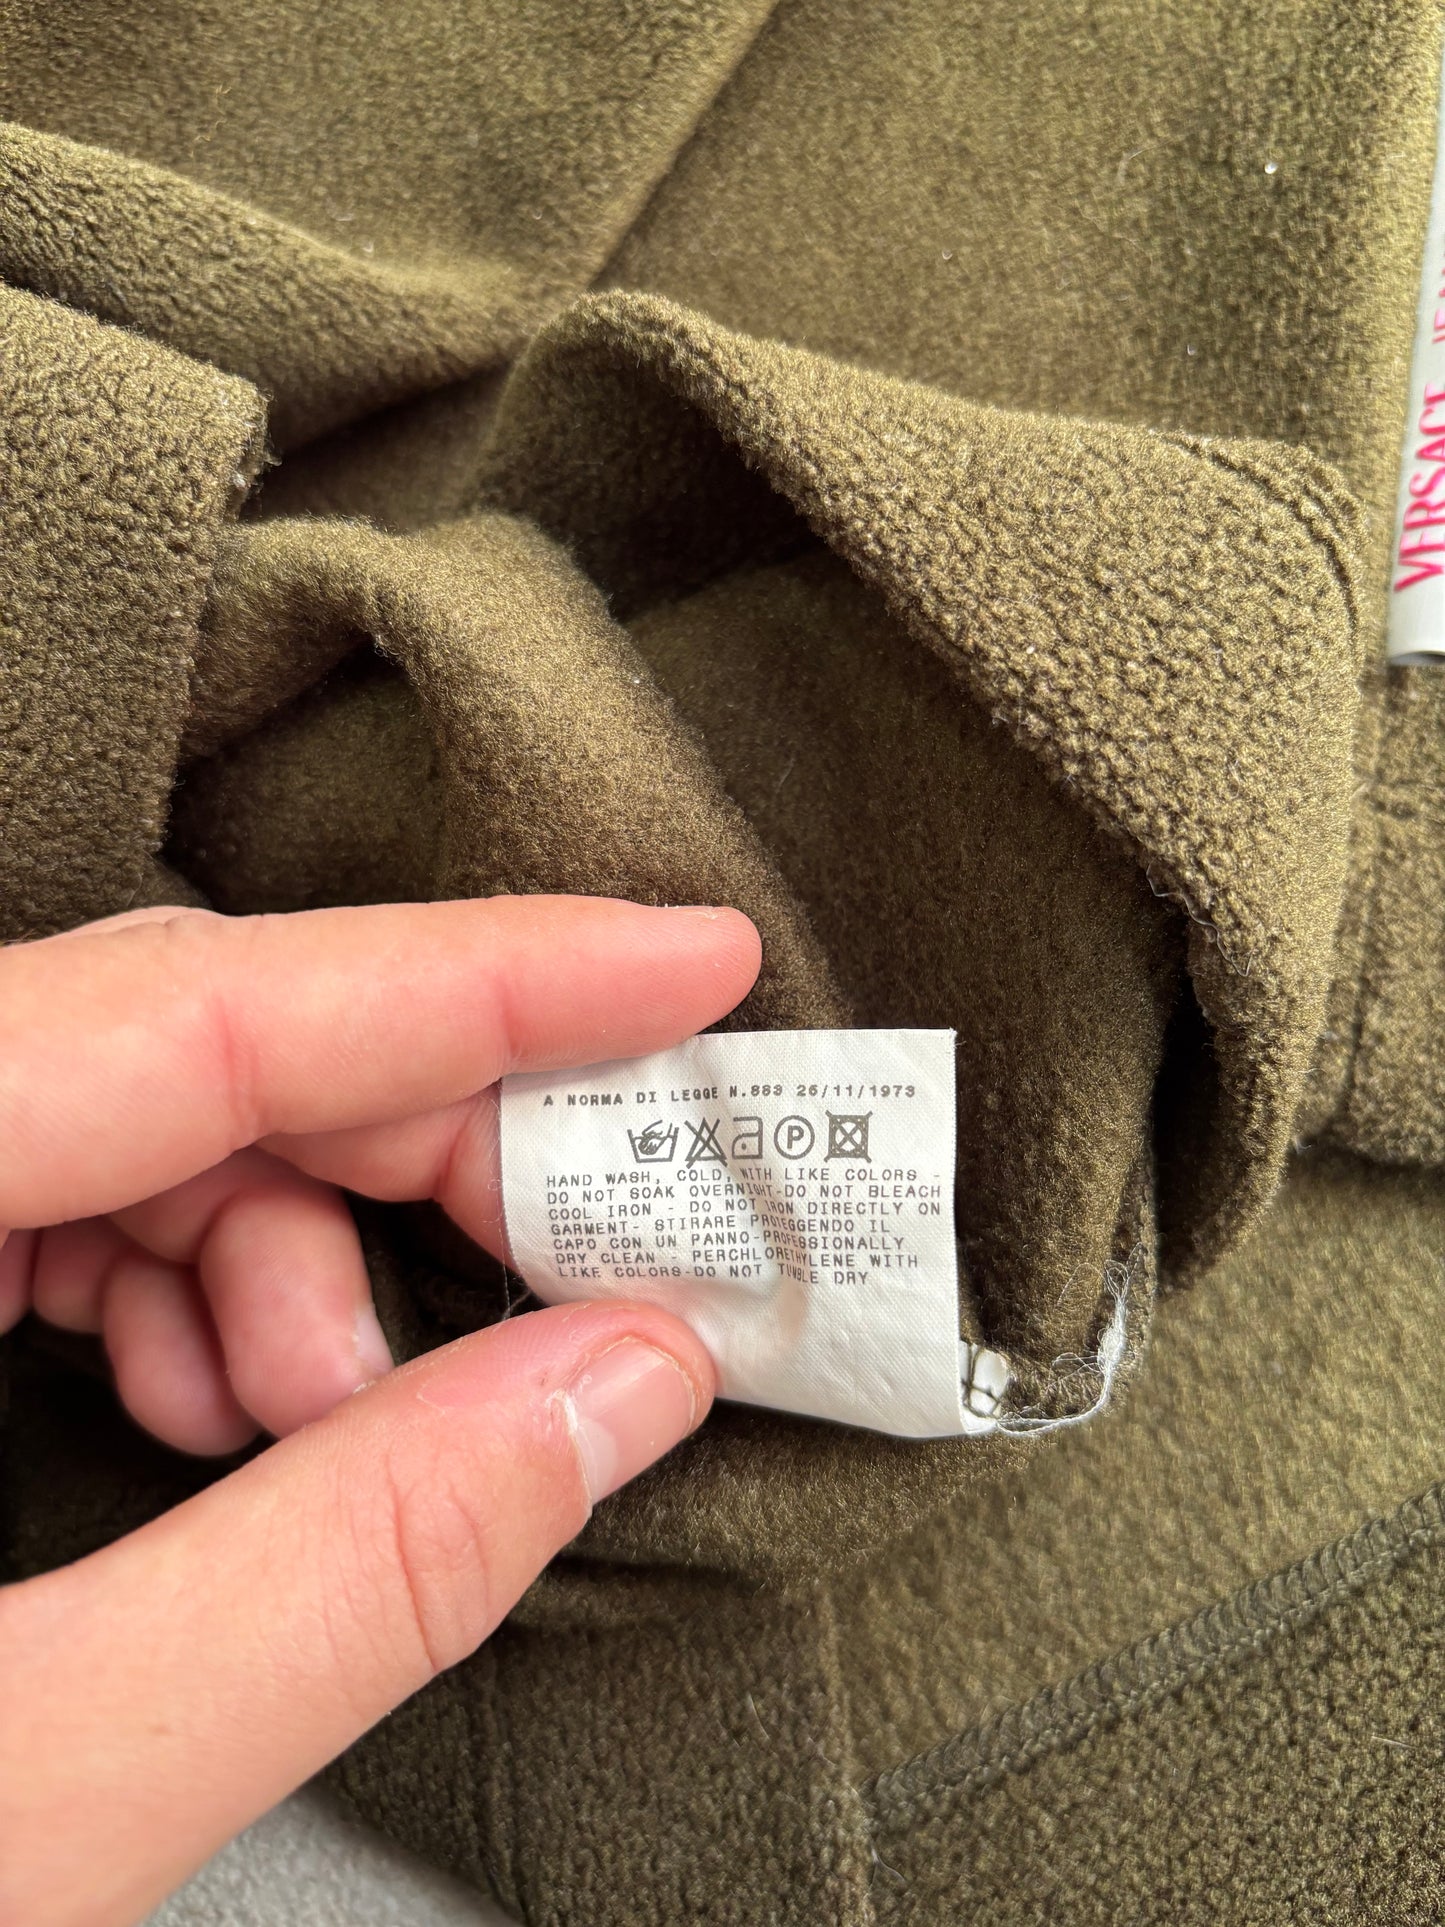 VERSACE JEAN
A NORMA DI LEGGE N.883 26/11/1973
P
HAND WASH, COLD, WITH LIKE COLORS -
DO NOT SOAK OVERNIGHT-DO NOT BLEACH
COOL IRON - DO NOT IRON DIRECTLY ON
GARMENT- STIRARE PROTEGGENDO IL
CAPO CON UN PANNO-PROFESSIONALLY
DRY CLEAN - PERCHLORETHYLENE WITH
LIKE COLORS-DO NOT TUMBLE DRY